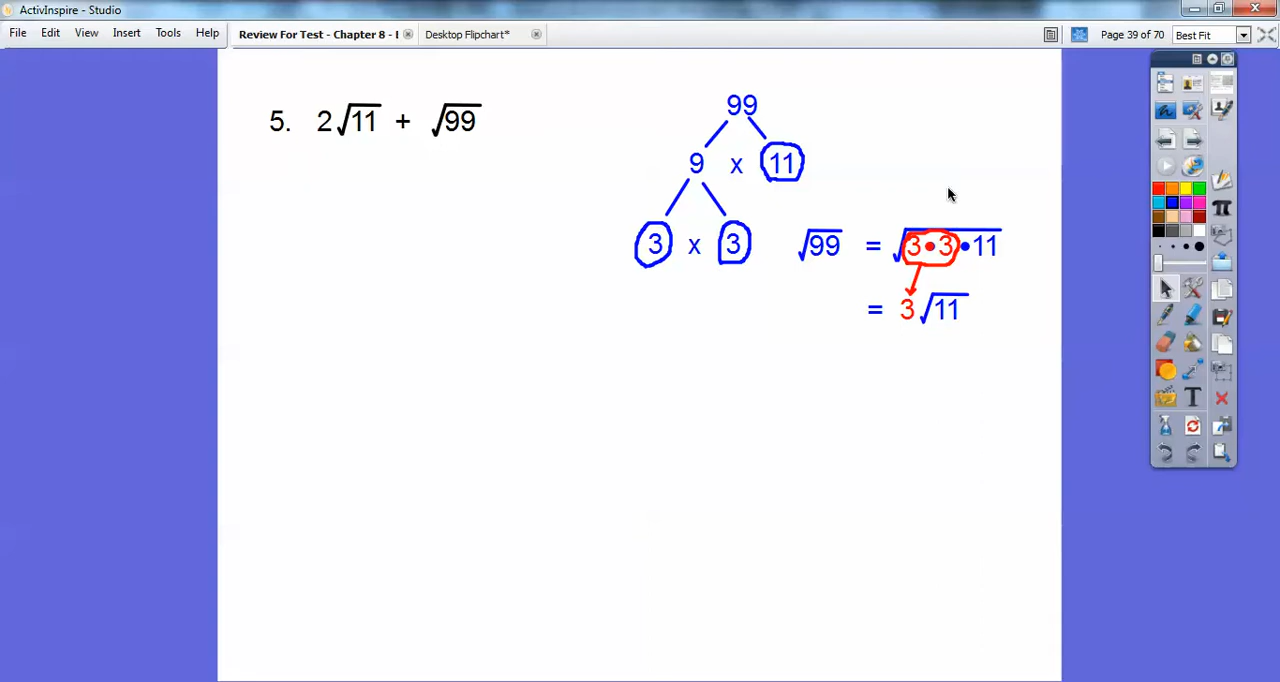 ActivInspire - Studio
File Edit View Insert Tools Help
Review For Test - Chapter 8 - Desktop Flipchart*
Page 39 of 70 Best Fit
5. 2√11 + √99
99
9 x 11
3 x 3
√99 = √3•3•11
= 3√11